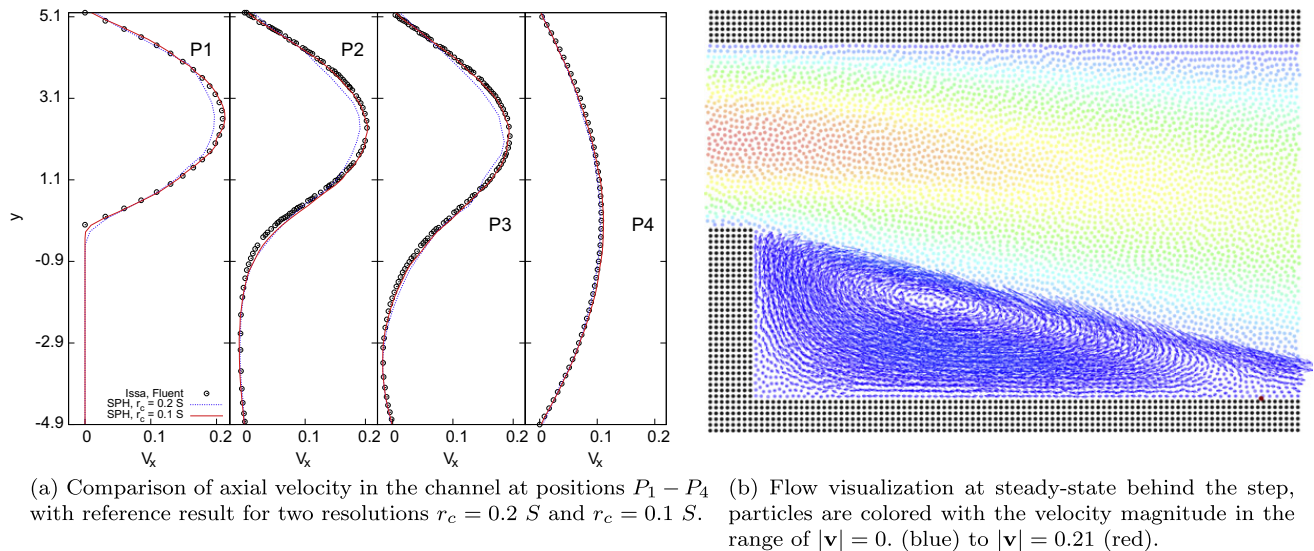 5.1
3.1
1.1
-0.9
-2.9
-4.9
y
P1
P2
P3
P4
Issa, Fluent
SPH, r_c = 0.2 S
SPH, r_c = 0.1 S
0 0.1 0.2 0.1 0.2 0 0.1 0.2 0 0.1 0.2
V_x V_x V_x V_x
(a) Comparison of axial velocity in the channel at positions P_1 − P_4
with reference result for two resolutions r_c = 0.2 S and r_c = 0.1 S.
(b) Flow visualization at steady-state behind the step,
particles are colored with the velocity magnitude in the
range of |v| = 0. (blue) to |v| = 0.21 (red).